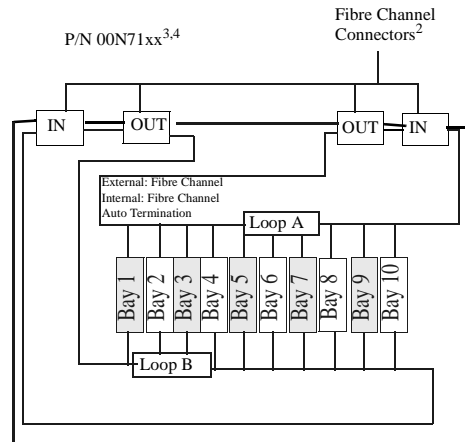 Fibre Channel
Connectors2
P/N 00N71xx3,4
IN
OUT
OUT
IN
External: Fibre Channel
Internal: Fibre Channel
Auto Termination
Loop A
Bay 1
Bay 2
Bay 3
Bay 4
Bay 5
Bay 6
Bay 7
Bay 8
Bay 9
Bay 10
Loop B